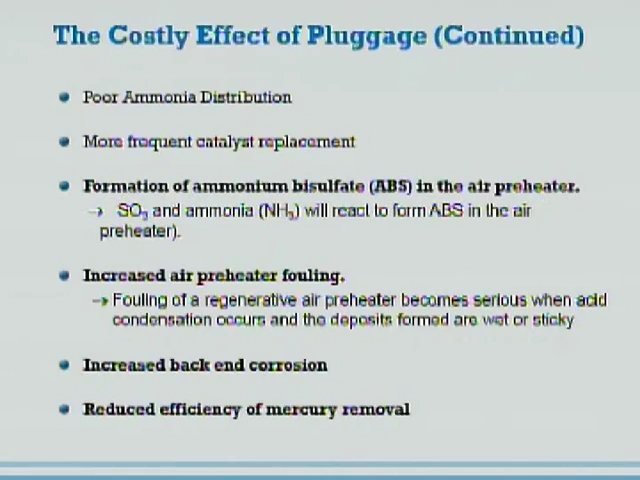 The Costly Effect of Pluggage (Continued)
Poor Ammonia Distribution
More frequent catalyst replacement
Formation of ammonium bisulfate (ABS) in the air preheater.
→ SO₃ and ammonia (NH₃) will react to form ABS in the air
preheater).
Increased air preheater fouling.
→ Fouling of a regenerative air preheater becomes serious when acid
condensation occurs and the deposits formed are wet or sticky
Increased back end corrosion
Reduced efficiency of mercury removal